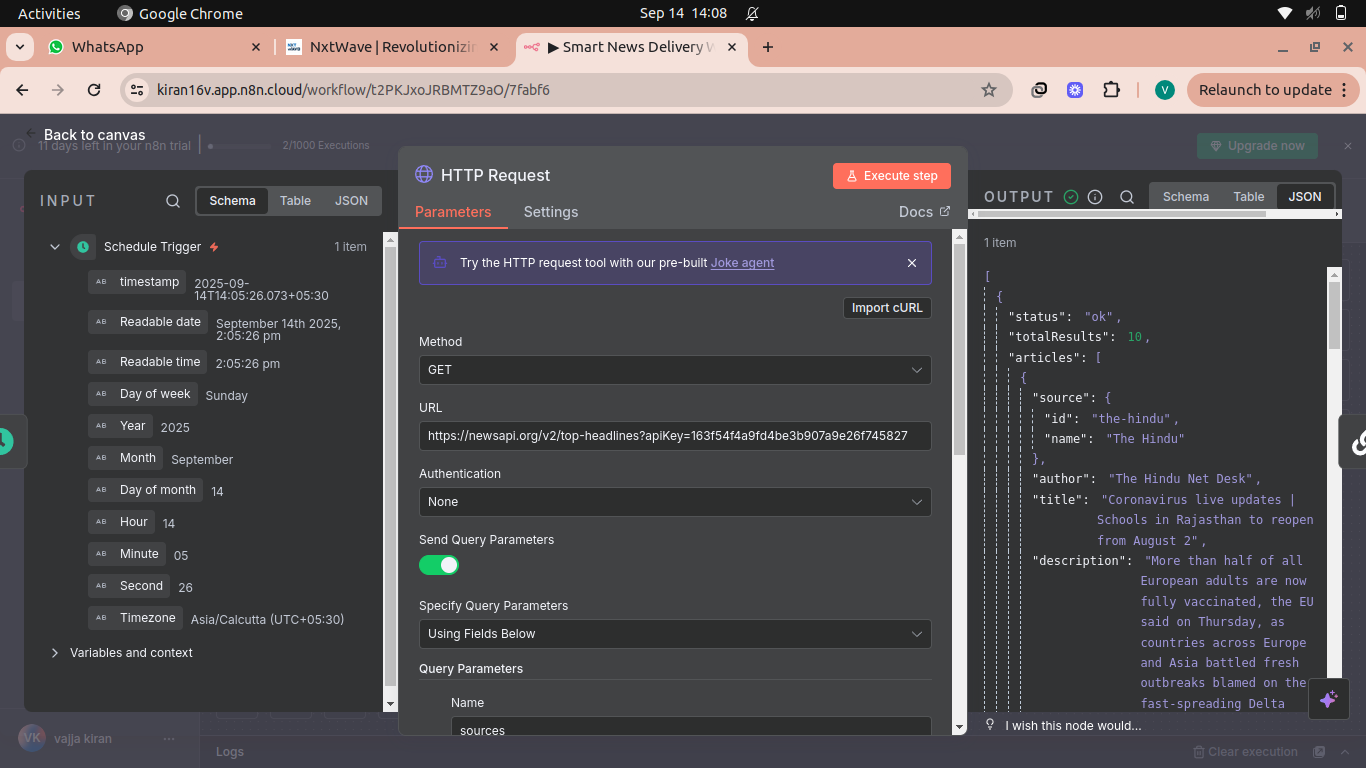 Activities
Google Chrome
Sep 14 14:08
WhatsApp
NxtWave | Revolutionizi
▶ Smart News Delivery W
kiran16v.app.n8n.cloud/workflow/t2PKJxoJRBMTZ9aO/7fabf6
V
Relaunch to update
Back to canvas
11 days left in your n8n trial
2/1000 Executions
Upgrade now
INPUT
Schema
Table
JSON
Schedule Trigger
1 item
AB timestamp 2025-09-
14T14:05:26.073+05:30
AB Readable date September 14th 2025,
2:05:26 pm
AB Readable time 2:05:26 pm
AB Day of week Sunday
AB Year 2025
AB Month September
AB Day of month 14
AB Hour 14
AB Minute 05
AB Second 26
AB Timezone Asia/Calcutta (UTC+05:30)
Variables and context
HTTP Request
Execute step
Parameters
Settings
Docs
Try the HTTP request tool with our pre-built Joke agent
Import cURL
Method
GET
URL
https://newsapi.org/v2/top-headlines?apiKey=163f54f4a9fd4be3b907a9e26f745827
Authentication
None
Send Query Parameters
Specify Query Parameters
Using Fields Below
Query Parameters
Name
sources
OUTPUT
Schema
Table
JSON
1 item
[
{
"status": "ok",
"totalResults": 10,
"articles": [
{
"source": {
"id": "the-hindu",
"name": "The Hindu"
},
"author": "The Hindu Net Desk",
"title": "Coronavirus live updates |
Schools in Rajasthan to reopen
from August 2",
"description": "More than half of all
European adults are now
fully vaccinated, the EU
said on Thursday, as
countries across Europe
and Asia battled fresh
outbreaks blamed on the
fast-spreading Delta
I wish this node would...
VK
vajja kiran
Logs
Clear execution